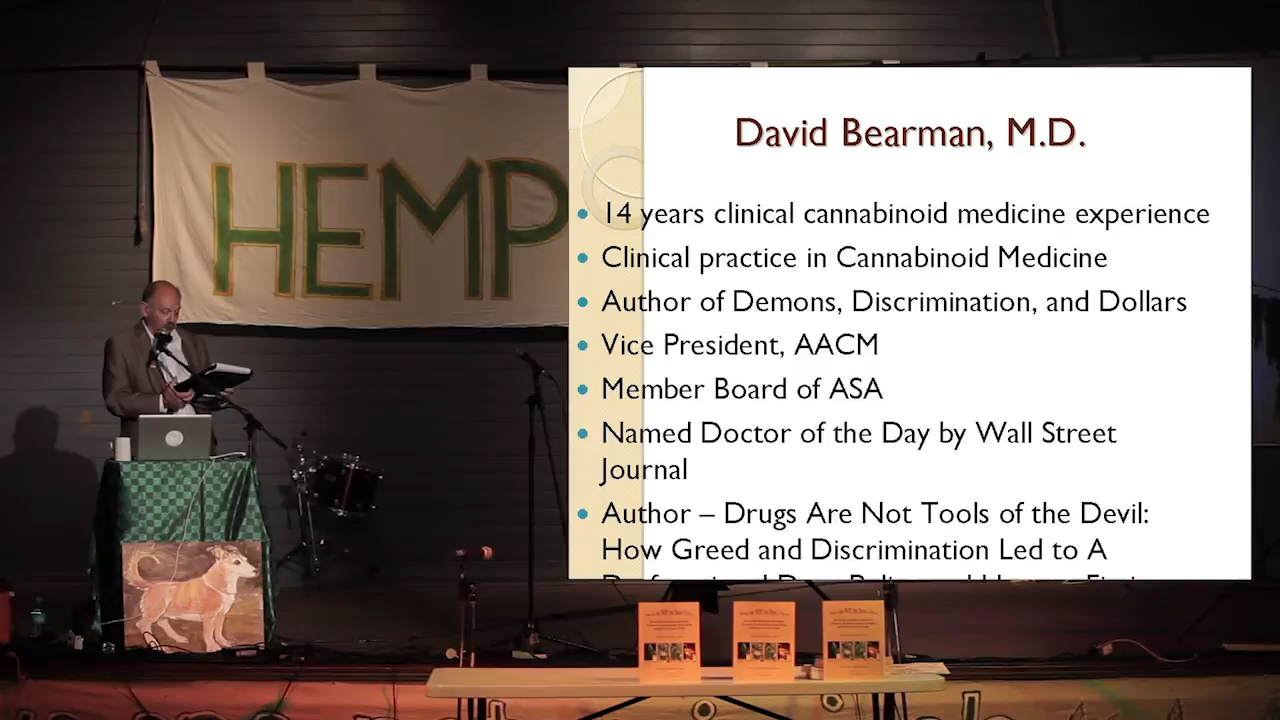 HEMP
David Bearman, M.D.
14 years clinical cannabinoid medicine experience
Clinical practice in Cannabinoid Medicine
Author of Demons, Discrimination, and Dollars
Vice President, AACM
Member Board of ASA
Named Doctor of the Day by Wall Street
Journal
Author – Drugs Are Not Tools of the Devil:
How Greed and Discrimination Led to A